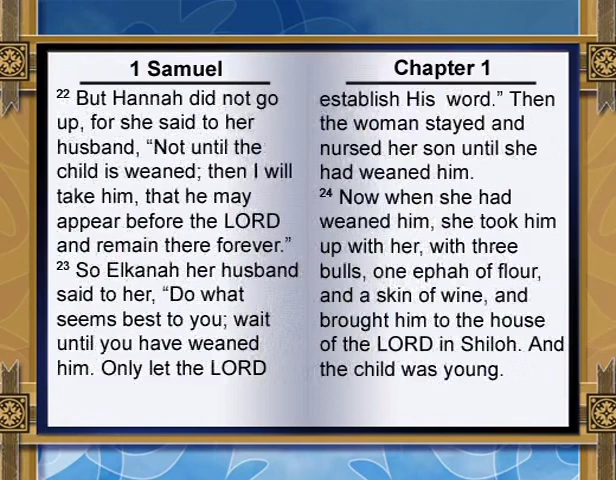 1 Samuel
²² But Hannah did not go
up, for she said to her
husband, “Not until the
child is weaned; then I will
take him, that he may
appear before the LORD
and remain there forever.”
²³ So Elkanah her husband
said to her, “Do what
seems best to you; wait
until you have weaned
him. Only let the LORD
Chapter 1
establish His  word.” Then
the woman stayed and
nursed her son until she
had weaned him.
²⁴ Now when she had
weaned him, she took him
up with her, with three
bulls, one ephah of flour,
and a skin of wine, and
brought him to the house
of the LORD in Shiloh. And
the child was young.